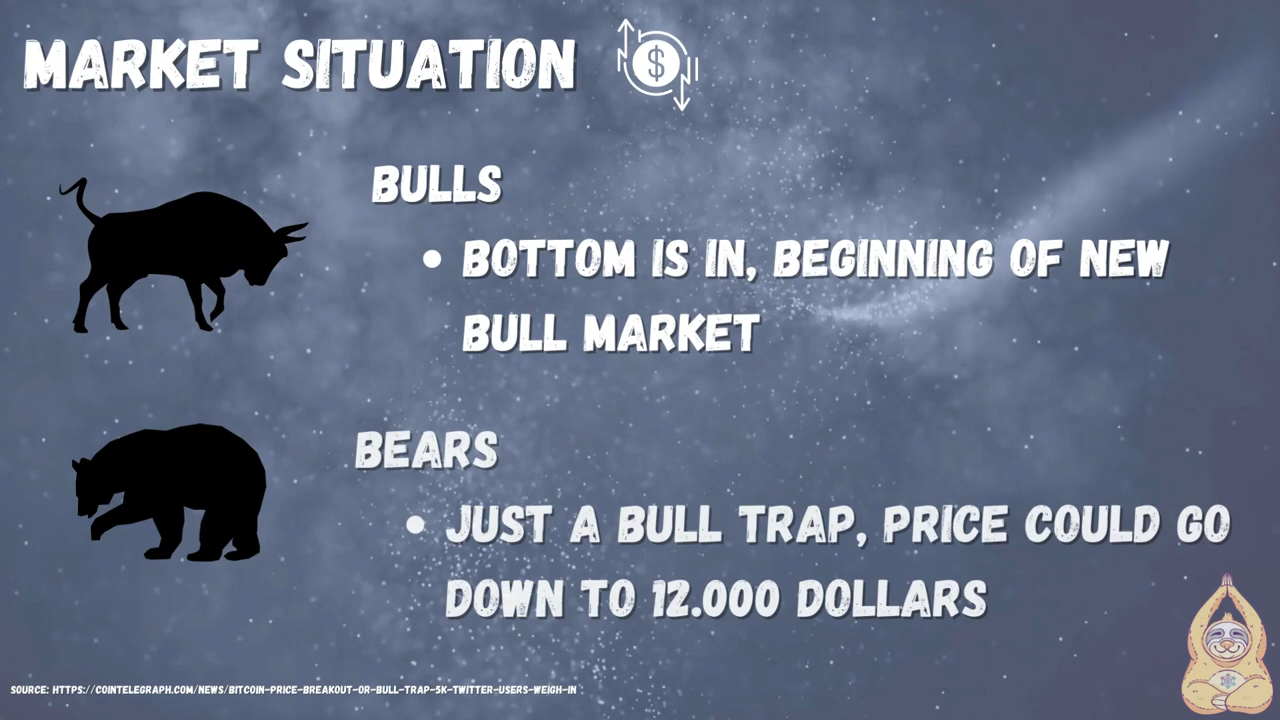 MARKET SITUATION
$
BULLS
• BOTTOM IS IN, BEGINNING OF NEW
BULL MARKET
BEARS
• JUST A BULL TRAP, PRICE COULD GO
DOWN TO 12.000 DOLLARS
SOURCE: HTTPS://COINTELEGRAPH.COM/NEWS/BITCOIN-PRICE-BREAKOUT-OR-BULL-TRAP-5K-TWITTER-USERS-WEIGH-IN